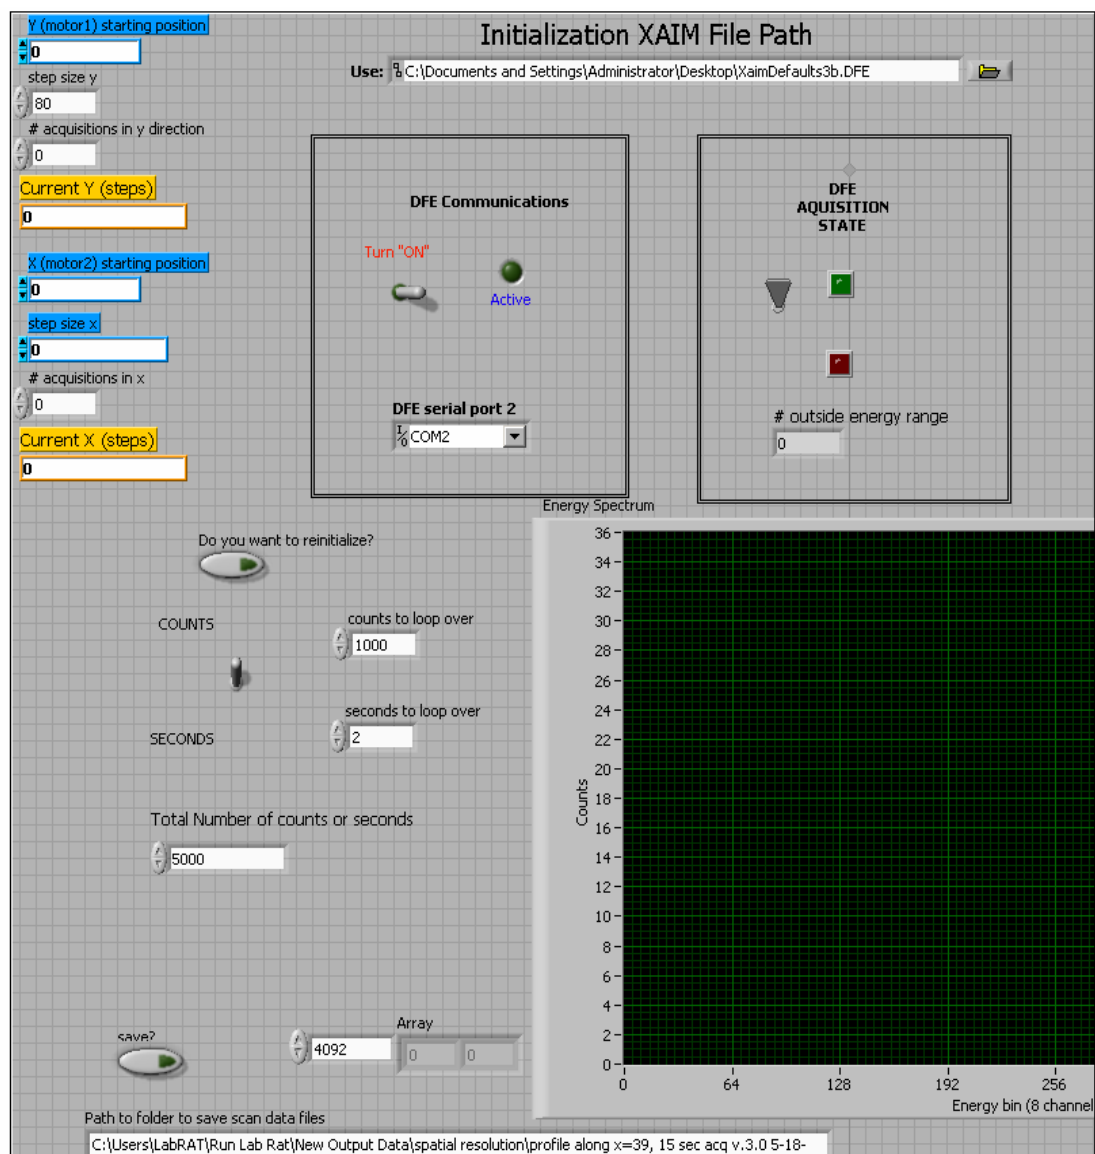 Y (motor1) starting position
0
step size y
80
# acquisitions in y direction
0
Current Y (steps)
0
X (motor2) starting position
0
step size x
0
# acquisitions in x
0
Current X (steps)
0
Initialization XAIM File Path
Use: C:\Documents and Settings\Administrator\Desktop\XaimDefaults3b.DFE
DFE Communications
Turn "ON"
Active
DFE serial port 2
I/0 COM2
DFE
AQUISITION
STATE
# outside energy range
0
Do you want to reinitialize?
COUNTS
counts to loop over
1000
seconds to loop over
SECONDS
2
Total Number of counts or seconds
5000
save?
Array
4092
0 0
Energy Spectrum
Counts
36
34
32
30
28
26
24
22
20
18
16
14
12
10
8
6
4
2
0
0 64 128 192 256
Energy bin (8 channel
Path to folder to save scan data files
C:\Users\LabRAT\Run Lab Rat\New Output Data\spatial resolution\profile along x=39, 15 sec acq v.3.0 5-18-